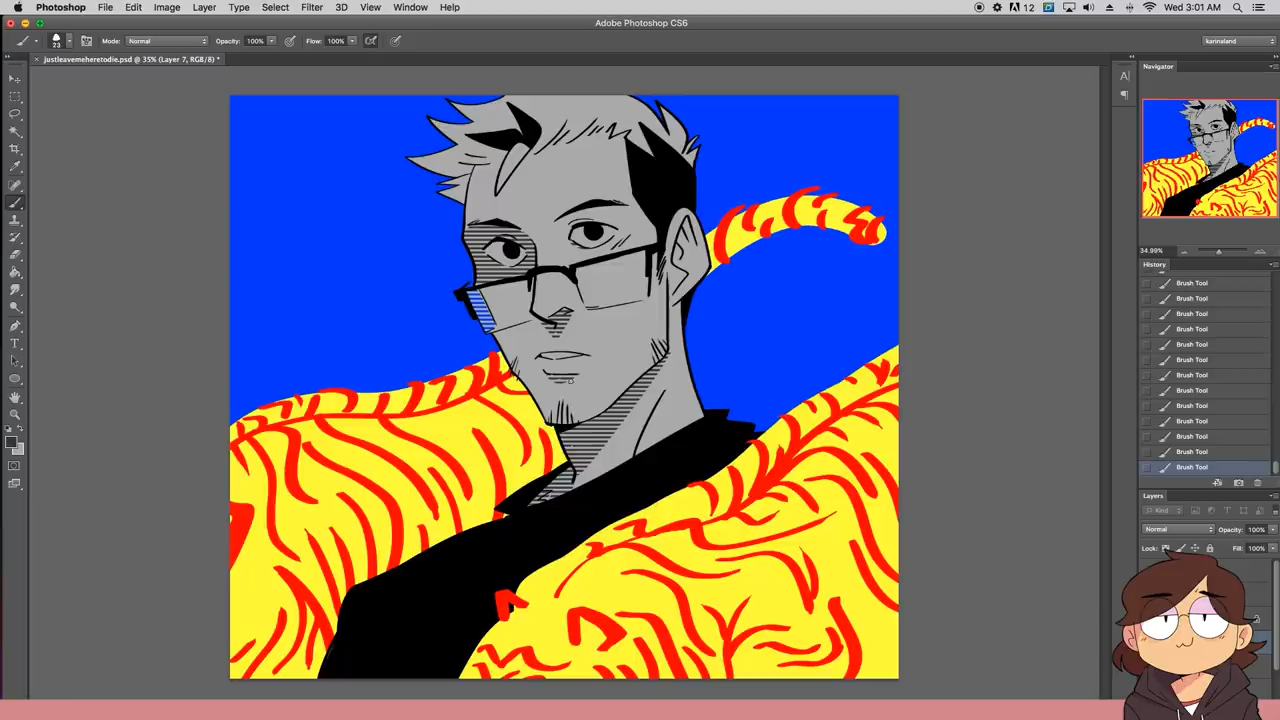 Photoshop File Edit Image Layer Type Select Filter 3D View Window Help
12 Wed 3:01 AM
Adobe Photoshop CS6
23 Mode: Normal Opacity: 100% Flow: 100% karinaland
× justleavemeheretodie.psd @ 35% (Layer 7, RGB/8) *
Navigator
34.99%
History
Brush Tool
Brush Tool
Brush Tool
Brush Tool
Brush Tool
Brush Tool
Brush Tool
Brush Tool
Brush Tool
Brush Tool
Brush Tool
Brush Tool
Brush Tool
Layers
Kind
Normal Opacity: 100%
Lock: Fill: 100%